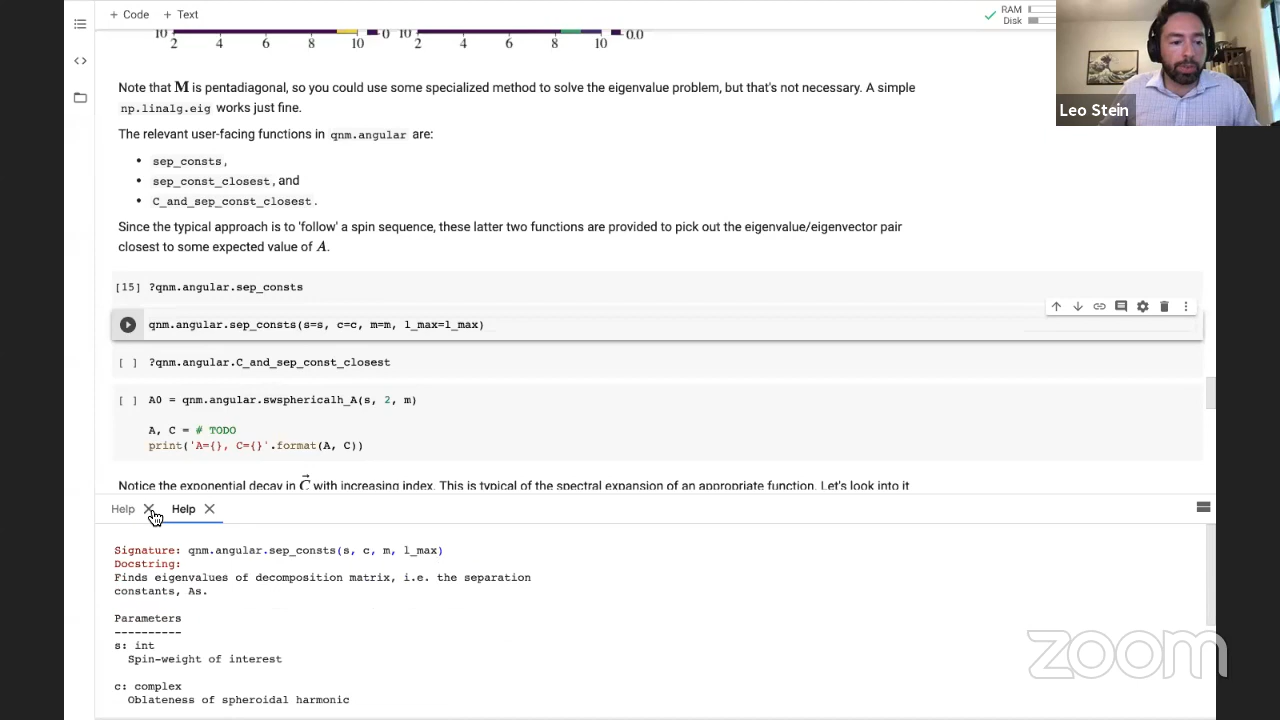 + Code + Text
RAM
Disk
10 0 10 0.0
2 4 6 8 10 2 4 6 8 10
Note that M is pentadiagonal, so you could use some specialized method to solve the eigenvalue problem, but that's not necessary. A simple
np.linalg.eig works just fine.
The relevant user-facing functions in qnm.angular are:
• sep_consts,
• sep_const_closest, and
• C_and_sep_const_closest.
Since the typical approach is to 'follow' a spin sequence, these latter two functions are provided to pick out the eigenvalue/eigenvector pair
closest to some expected value of A.
[15] ?qnm.angular.sep_consts
qnm.angular.sep_consts(s=s, c=c, m=m, l_max=l_max)
[ ] ?qnm.angular.C_and_sep_const_closest
[ ] A0 = qnm.angular.swsphericalh_A(s, 2, m)
A, C = # TODO
print('A={}, C={}'.format(A, C))
Notice the exponential decay in C⃗ with increasing index. This is typical of the spectral expansion of an appropriate function. Let's look into it
Help Help
Signature: qnm.angular.sep_consts(s, c, m, l_max)
Docstring:
Finds eigenvalues of decomposition matrix, i.e. the separation
constants, As.
Parameters
----------
s: int
Spin-weight of interest
c: complex
Oblateness of spheroidal harmonic
Leo Stein
zoom